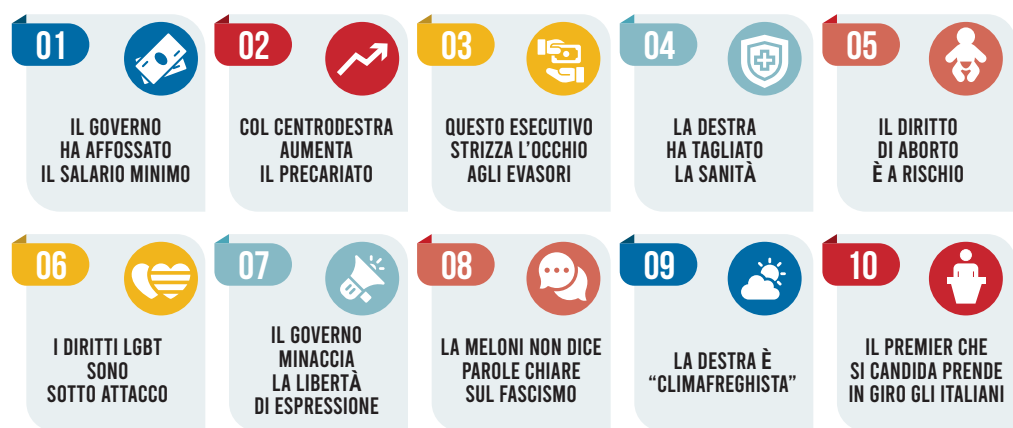 01
IL GOVERNO
HA AFFOSSATO
IL SALARIO MINIMO
02
COL CENTRODESTRA
AUMENTA
IL PRECARIATO
03
QUESTO ESECUTIVO
STRIZZA L'OCCHIO
AGLI EVASORI
04
LA DESTRA
HA TAGLIATO
LA SANITÀ
05
IL DIRITTO
DI ABORTO
È A RISCHIO
06
I DIRITTI LGBT
SONO
SOTTO ATTACCO
07
IL GOVERNO
MINACCIA
LA LIBERTÀ
DI ESPRESSIONE
08
LA MELONI NON DICE
PAROLE CHIARE
SUL FASCISMO
09
LA DESTRA È
“CLIMAFREGHISTA”
10
IL PREMIER CHE
SI CANDIDA PRENDE
IN GIRO GLI ITALIANI